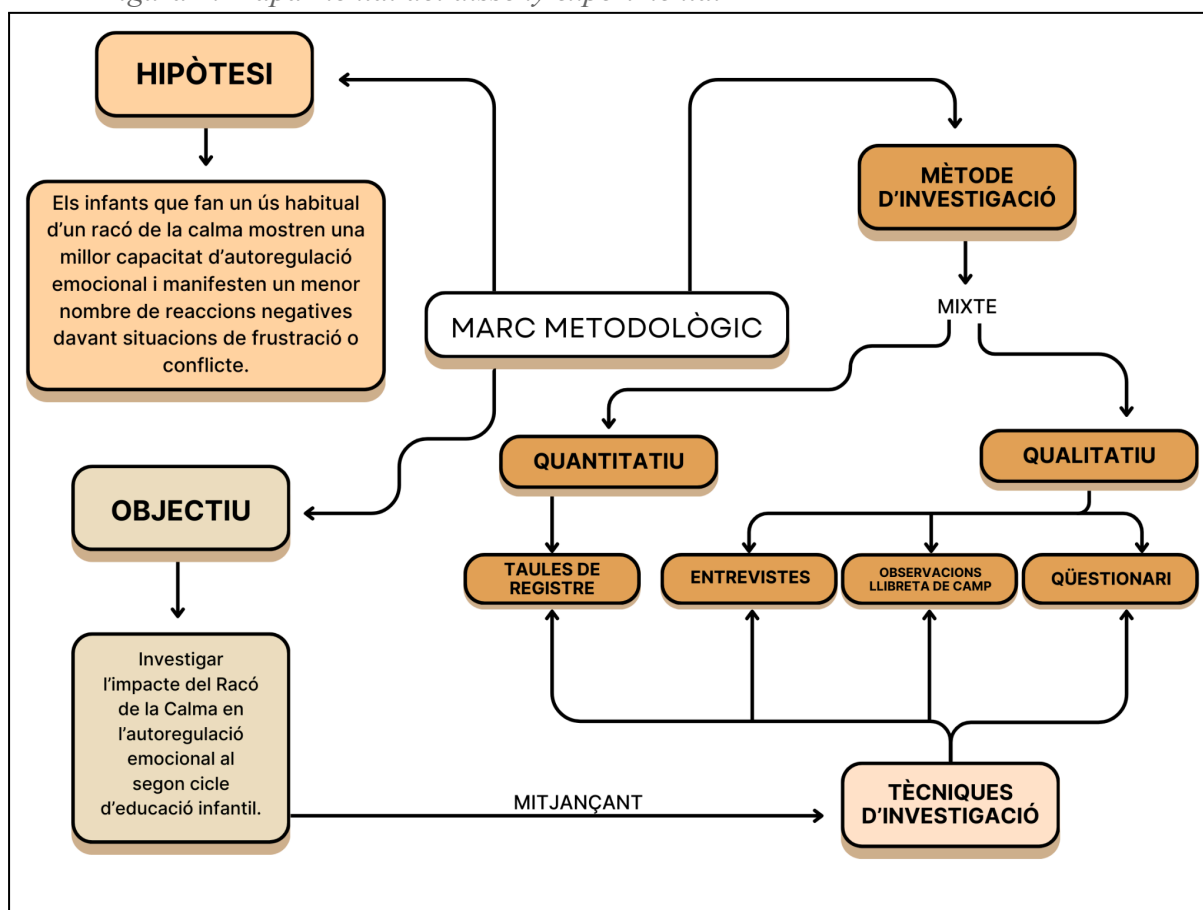 HIPÒTESI
Els infants que fan un ús habitual
d'un racó de la calma mostren una
millor capacitat d'autoregulació
emocional i manifesten un menor
nombre de reaccions negatives
davant situacions de frustració o
conflicte.
MÈTODE
D'INVESTIGACIÓ
MARC METODOLÒGIC
MIXTE
QUANTITATIU
QUALITATIU
OBJECTIU
TAULES DE
REGISTRE
ENTREVISTES
OBSERVACIONS
LLIBRETA DE CAMP
QÜESTIONARI
Investigar
l'impacte del Racó
de la Calma en
l'autoregulació
emocional al
segon cicle
d'educació infantil.
MITJANÇANT
TÈCNIQUES
D'INVESTIGACIÓ